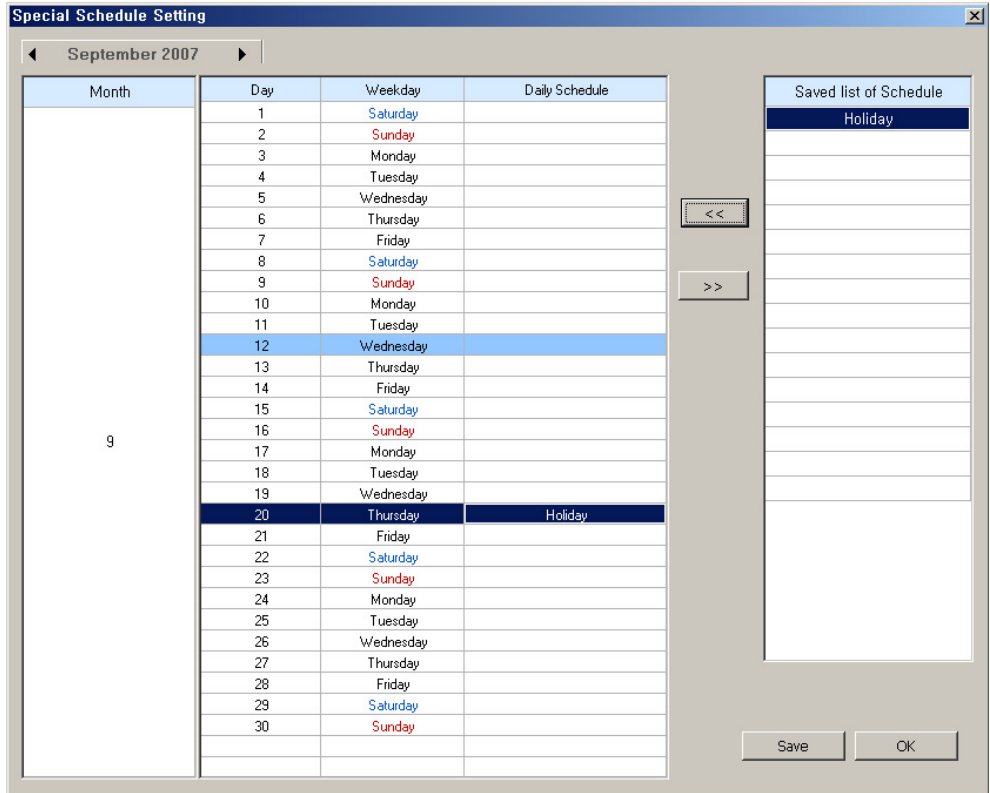 Special Schedule Setting
September 2007
Month Day Weekday Daily Schedule Saved list of Schedule
1 Saturday Holiday
2 Sunday
3 Monday
4 Tuesday
5 Wednesday
6 Thursday <<
7 Friday
8 Saturday
9 Sunday >>
10 Monday
11 Tuesday
12 Wednesday
13 Thursday
14 Friday
15 Saturday
16 Sunday
9
17 Monday
18 Tuesday
19 Wednesday
20 Thursday Holiday
21 Friday
22 Saturday
23 Sunday
24 Monday
25 Tuesday
26 Wednesday
27 Thursday
28 Friday
29 Saturday
30 Sunday
Save OK